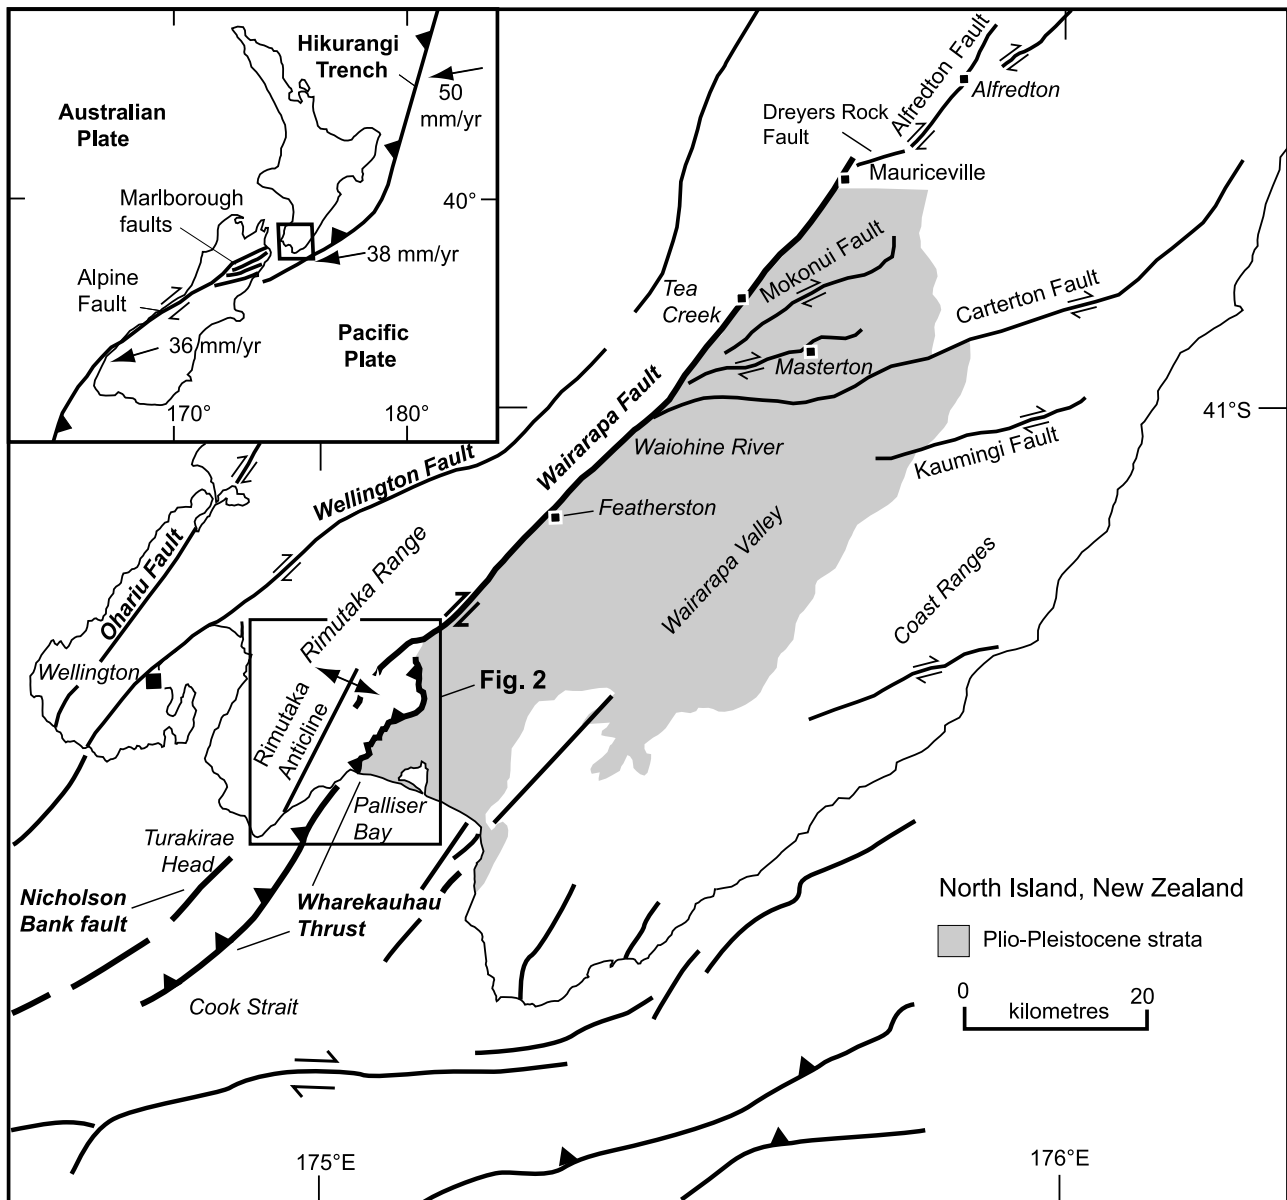 Hikurangi
Trench
50
mm/yr
Australian
Plate
Marlborough
faults
40°
38 mm/yr
Alpine
Fault
36 mm/yr
Pacific
Plate
170°
180°
Alfredton Fault
Alfredton
Dreyers Rock
Fault
Mauriceville
Mokonui Fault
Tea
Creek
Carterton Fault
Masterton
Wairarapa Fault
41°S
Waiohine River
Kaumingi Fault
Wellington Fault
Featherston
Wairarapa Valley
Ohariu Fault
Rimutaka Range
Coast Ranges
Wellington
Fig. 2
Rimutaka
Anticline
Palliser
Bay
Turakirae
Head
Nicholson
Bank fault
Wharekauhau
Thrust
North Island, New Zealand
Plio-Pleistocene strata
0
20
kilometres
Cook Strait
175°E
176°E